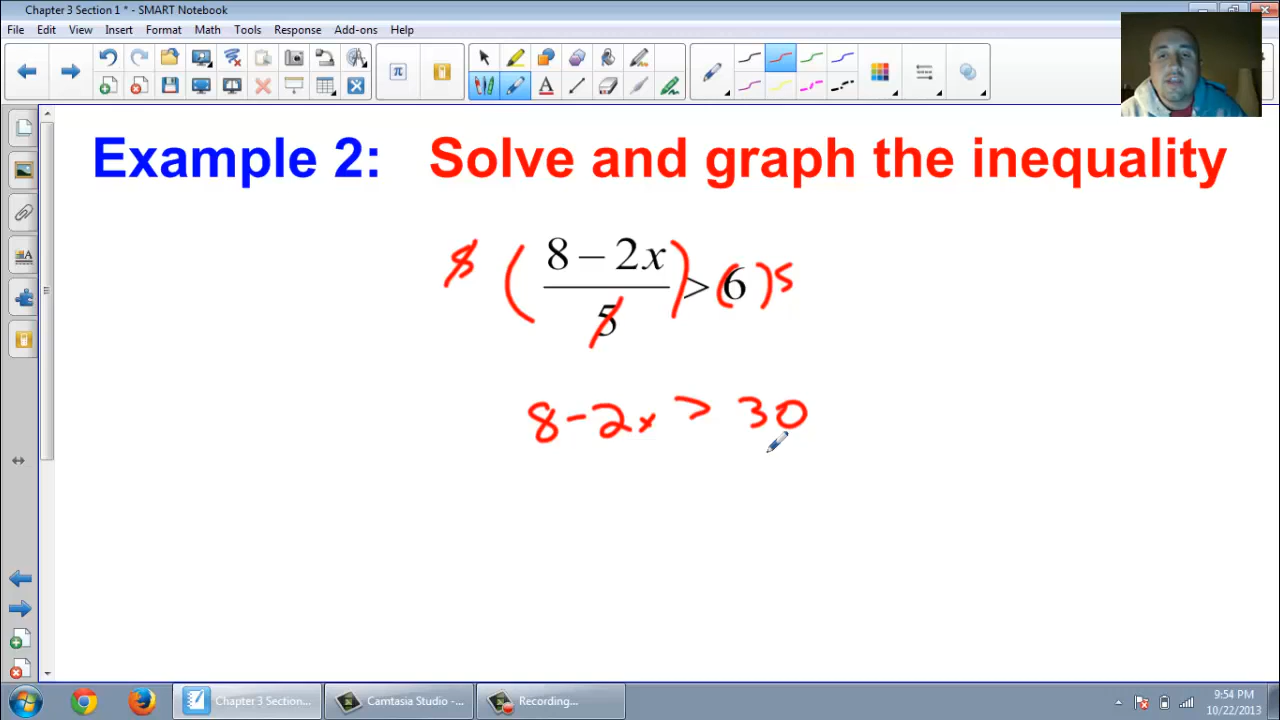 Chapter 3 Section 1 * - SMART Notebook
File Edit View Insert Format Math Tools Response Add-ons Help
Example 2: Solve and graph the inequality
5 ( 8 − 2x / 5 ) > ( 6 ) 5
8 - 2x > 30
Chapter 3 Section... Camtasia Studio - ... Recording...
9:54 PM
10/22/2013